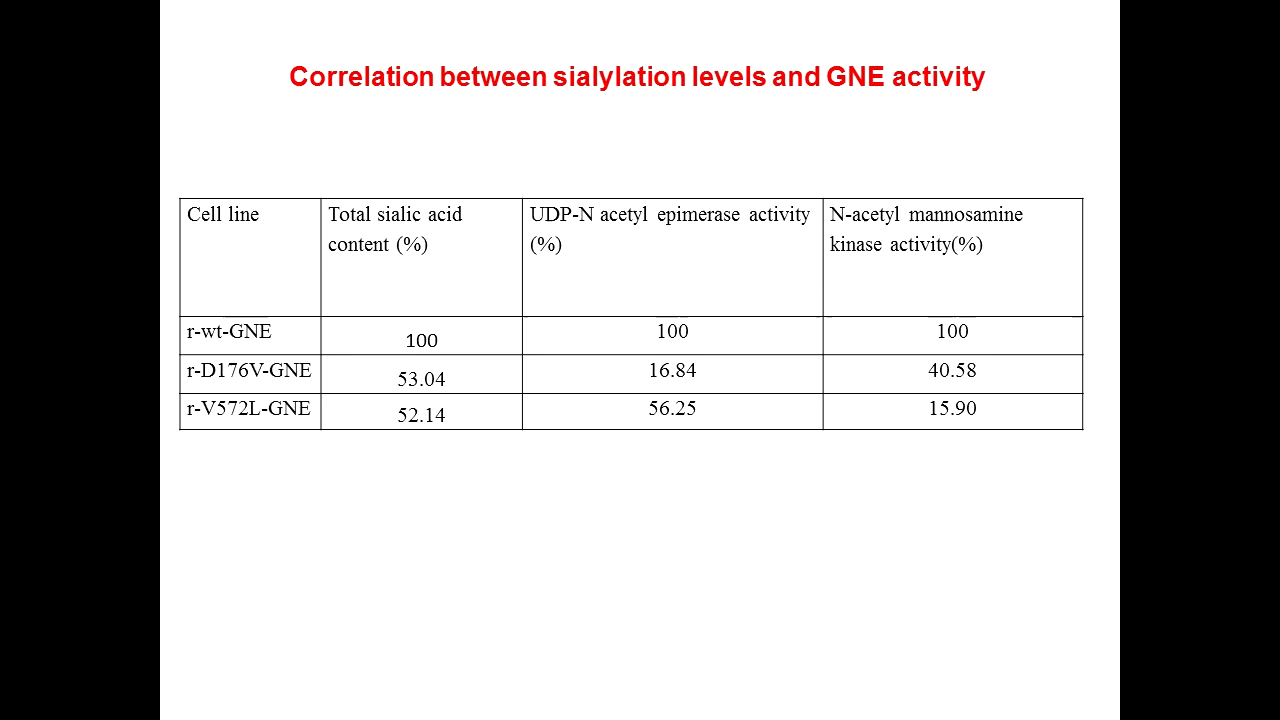 Correlation between sialylation levels and GNE activity
Cell line
Total sialic acid
content (%)
UDP-N acetyl epimerase activity
(%)
N-acetyl mannosamine
kinase activity(%)
r-wt-GNE
100
100
100
r-D176V-GNE
53.04
16.84
40.58
r-V572L-GNE
52.14
56.25
15.90